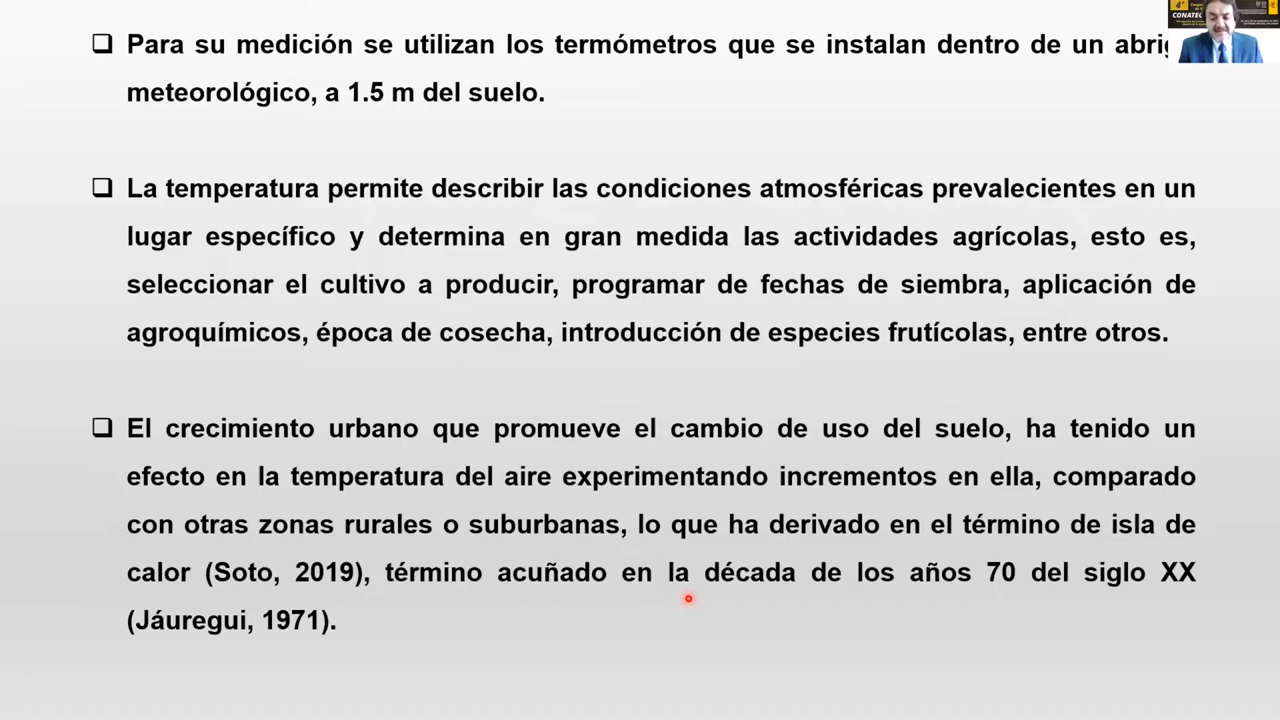 ❑ Para su medición se utilizan los termómetros que se instalan dentro de un
meteorológico, a 1.5 m del suelo.
❑ La temperatura permite describir las condiciones atmosféricas prevalecientes en un
lugar específico y determina en gran medida las actividades agrícolas, esto es,
seleccionar el cultivo a producir, programar de fechas de siembra, aplicación de
agroquímicos, época de cosecha, introducción de especies frutícolas, entre otros.
❑ El crecimiento urbano que promueve el cambio de uso del suelo, ha tenido un
efecto en la temperatura del aire experimentando incrementos en ella, comparado
con otras zonas rurales o suburbanas, lo que ha derivado en el término de isla de
calor (Soto, 2019), término acuñado en la década de los años 70 del siglo XX
(Jáuregui, 1971).